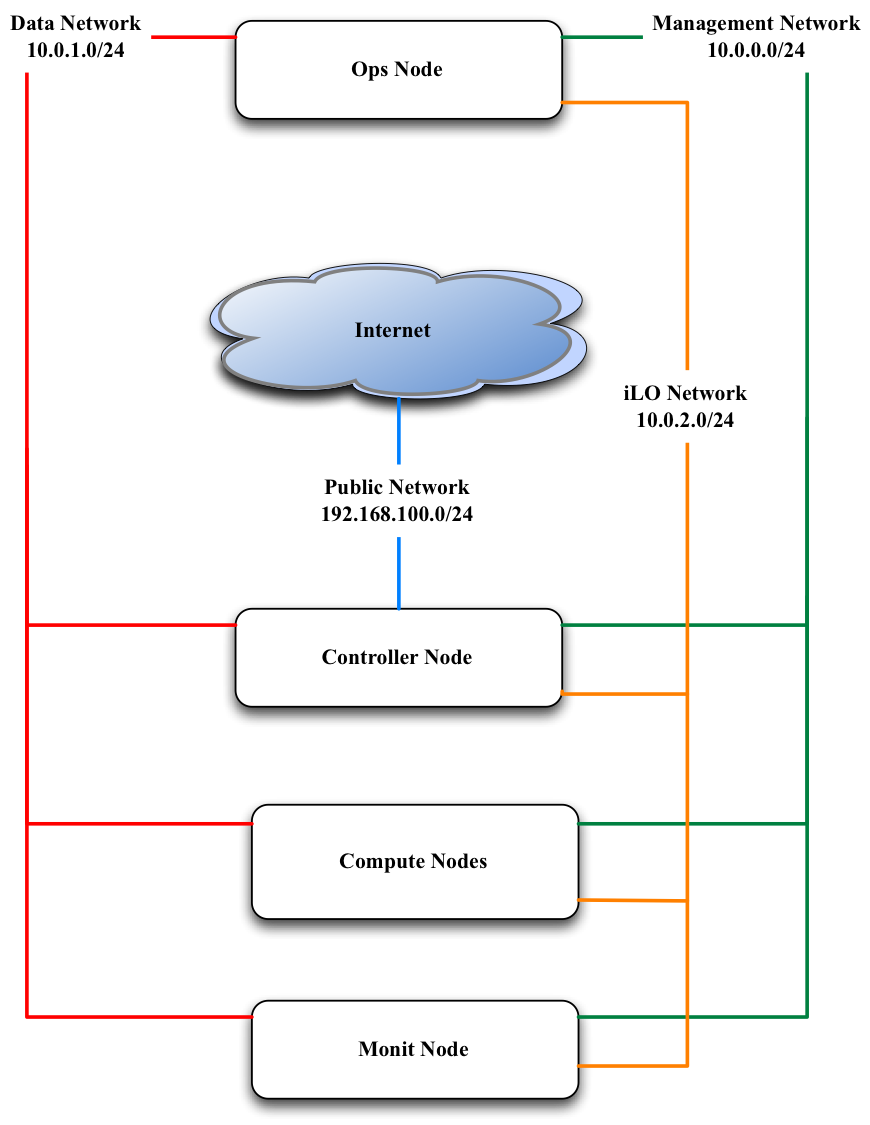 Data Network
10.0.1.0/24
Ops Node
Management Network
10.0.0.0/24
Internet
iLO Network
10.0.2.0/24
Public Network
192.168.100.0/24
Controller Node
Compute Nodes
Monit Node